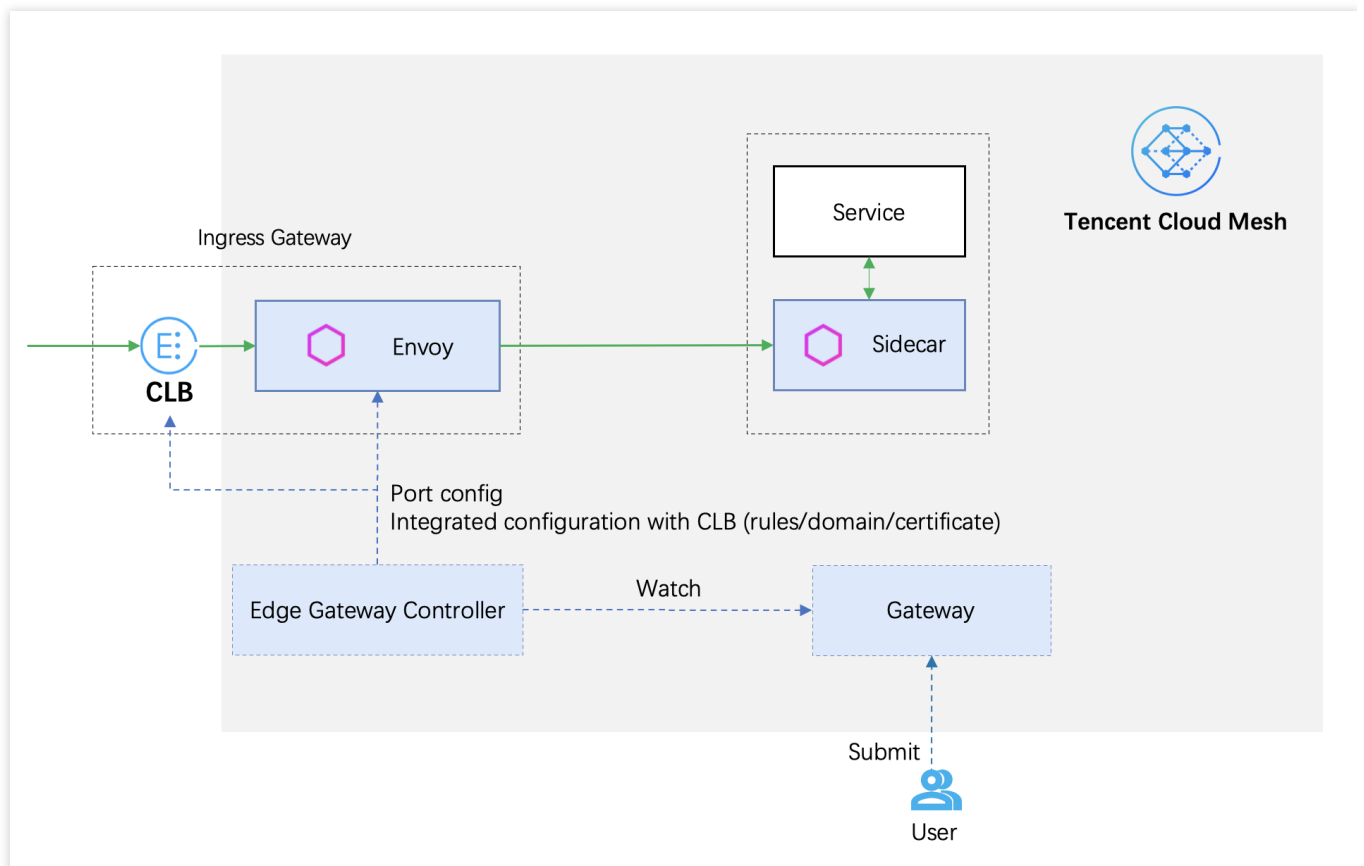 Tencent Cloud Mesh
Service
Ingress Gateway
Envoy
Sidecar
CLB
Port config
Integrated configuration with CLB (rules/domain/certificate)
Edge Gateway Controller
Watch
Gateway
Submit
User